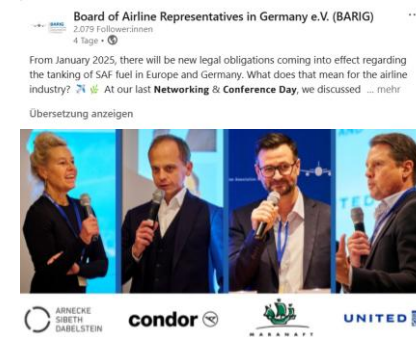 Board of Airline Representatives in Germany e.V. (BARIG)
2.079 Follower:innen
4 Tage •
From January 2025, there will be new legal obligations coming into effect regarding
the tanking of SAF fuel in Europe and Germany. What does that mean for the airline
industry? At our last Networking & Conference Day, we discussed ... mehr
Übersetzung anzeigen
ARNECKE
SIBETH
DABELSTEIN
condor
MABANAFT
UNITED